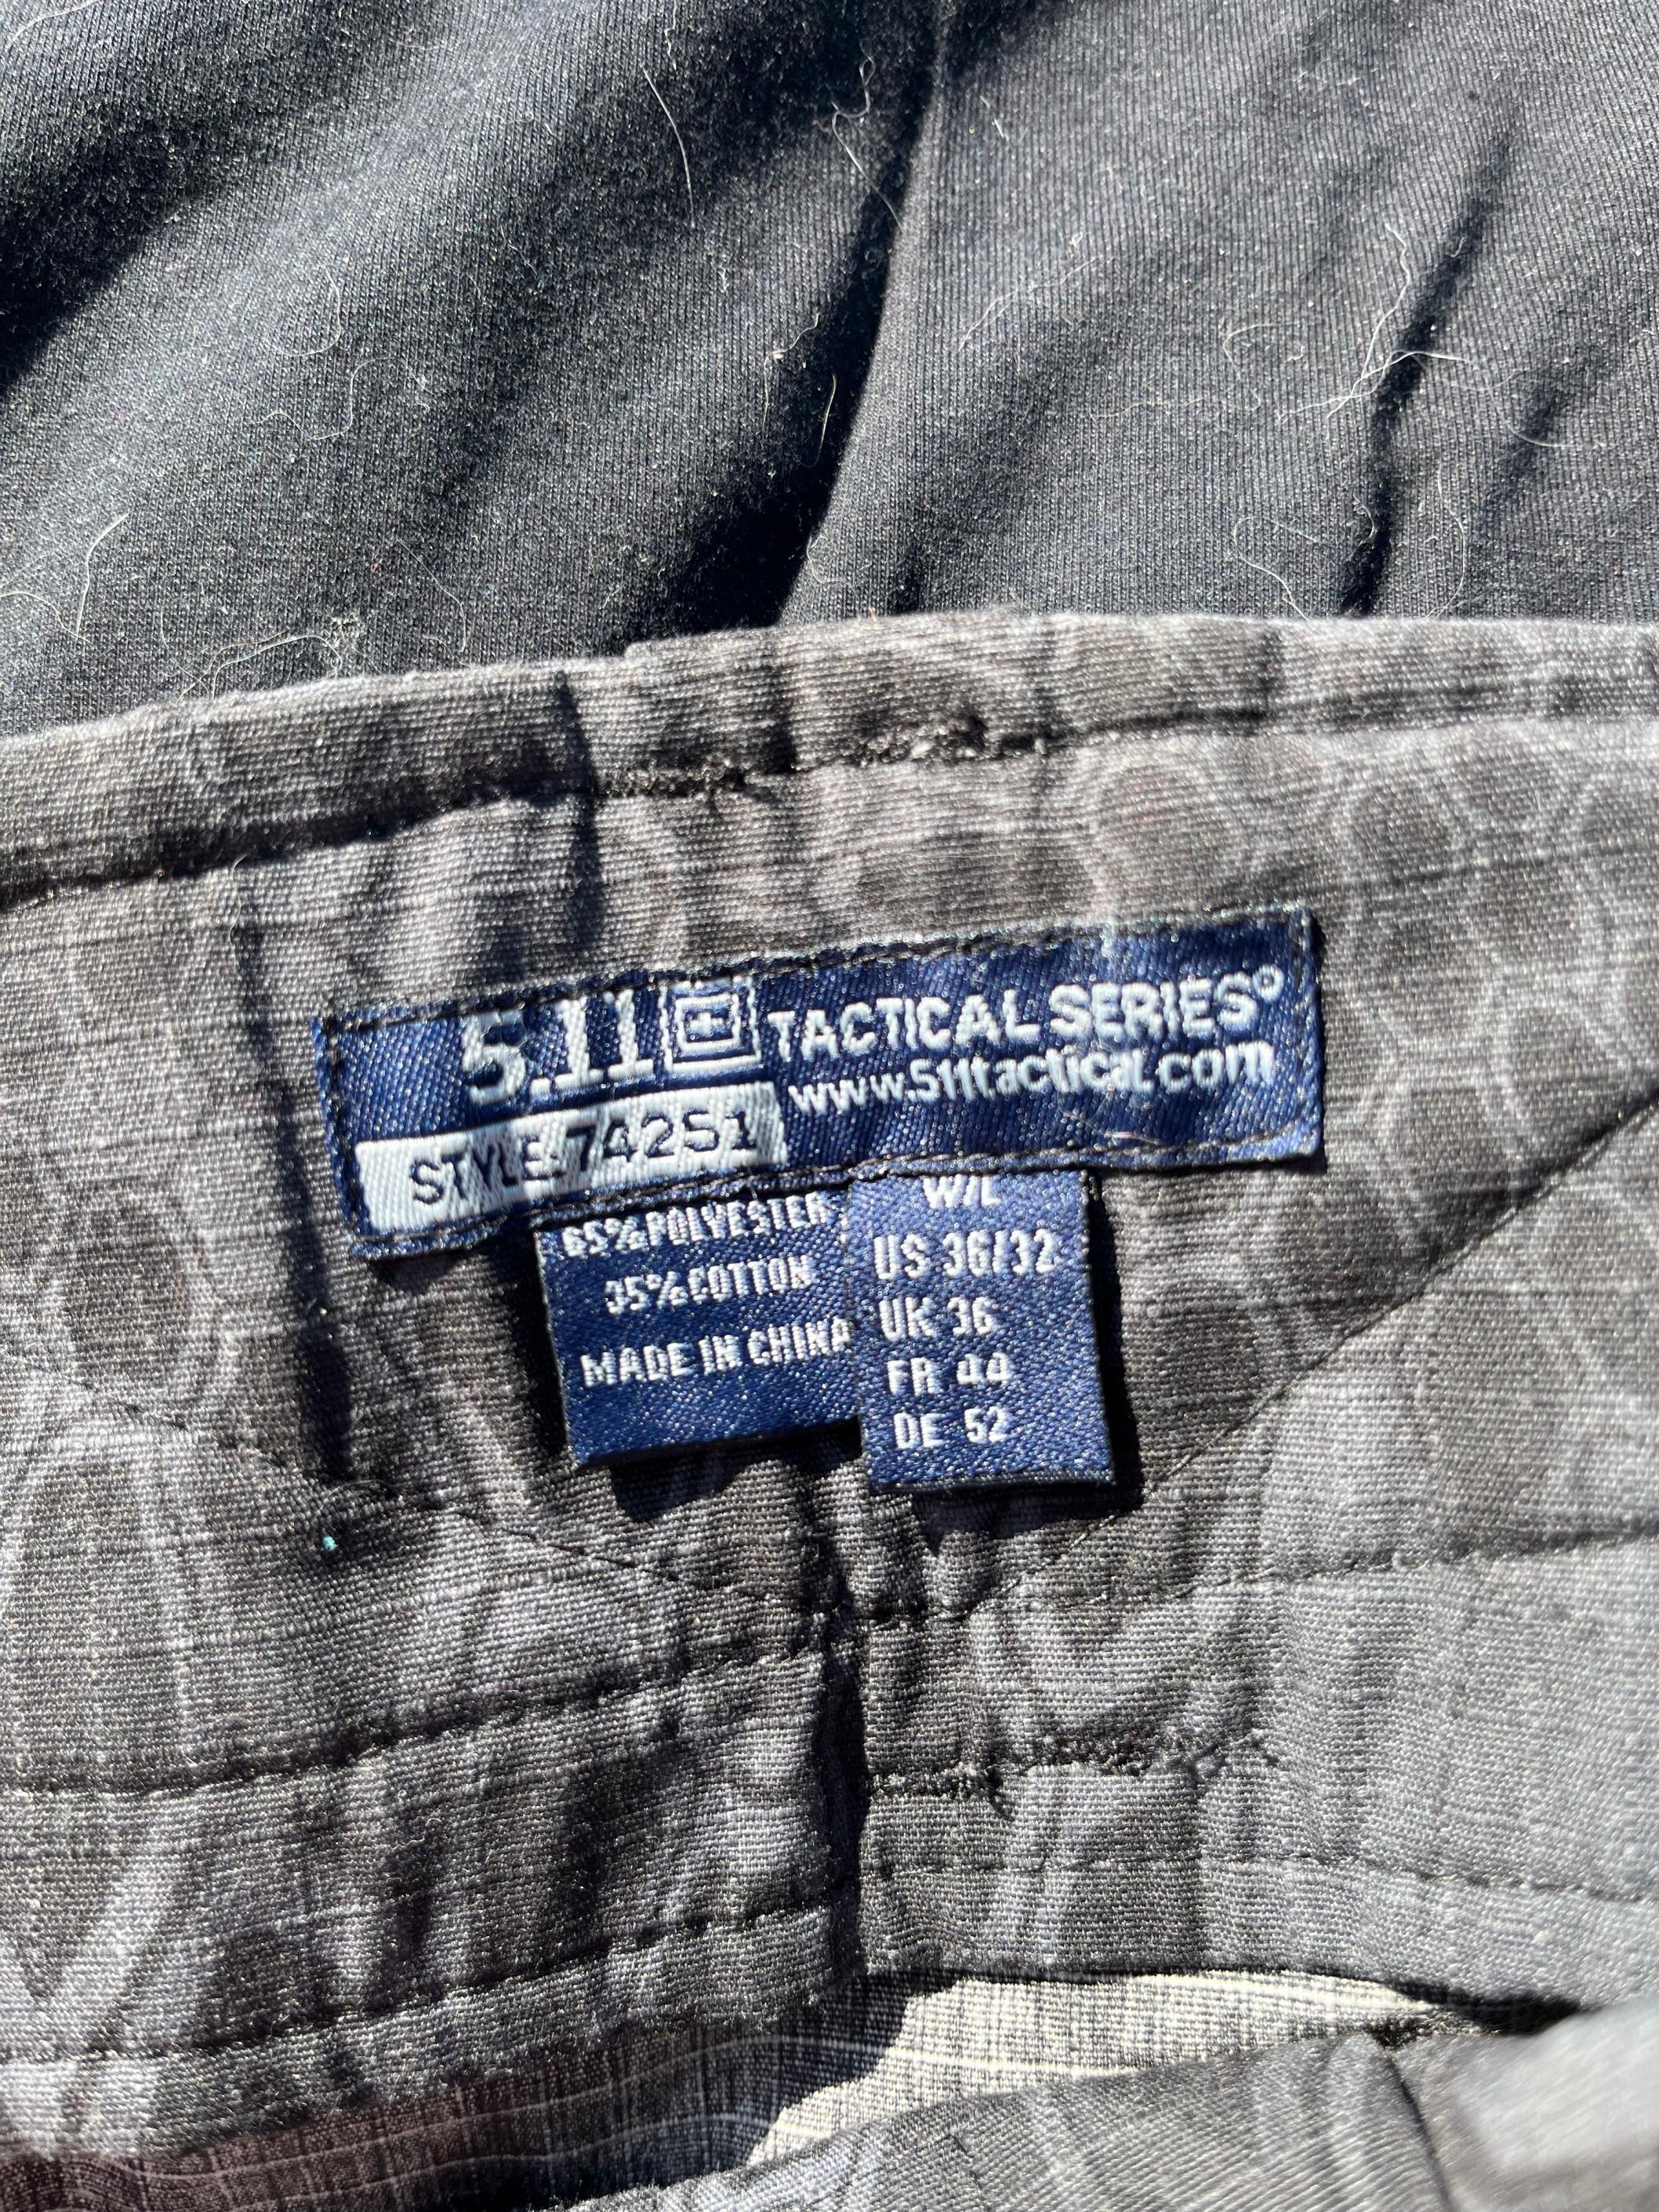 5.11 TACTICAL SERIES®
www.511tactical.com
STYLE 74251
65% POLYESTER
35% COTTON
MADE IN CHINA
W/L
US 36/32
UK 36
FR 44
DE 52